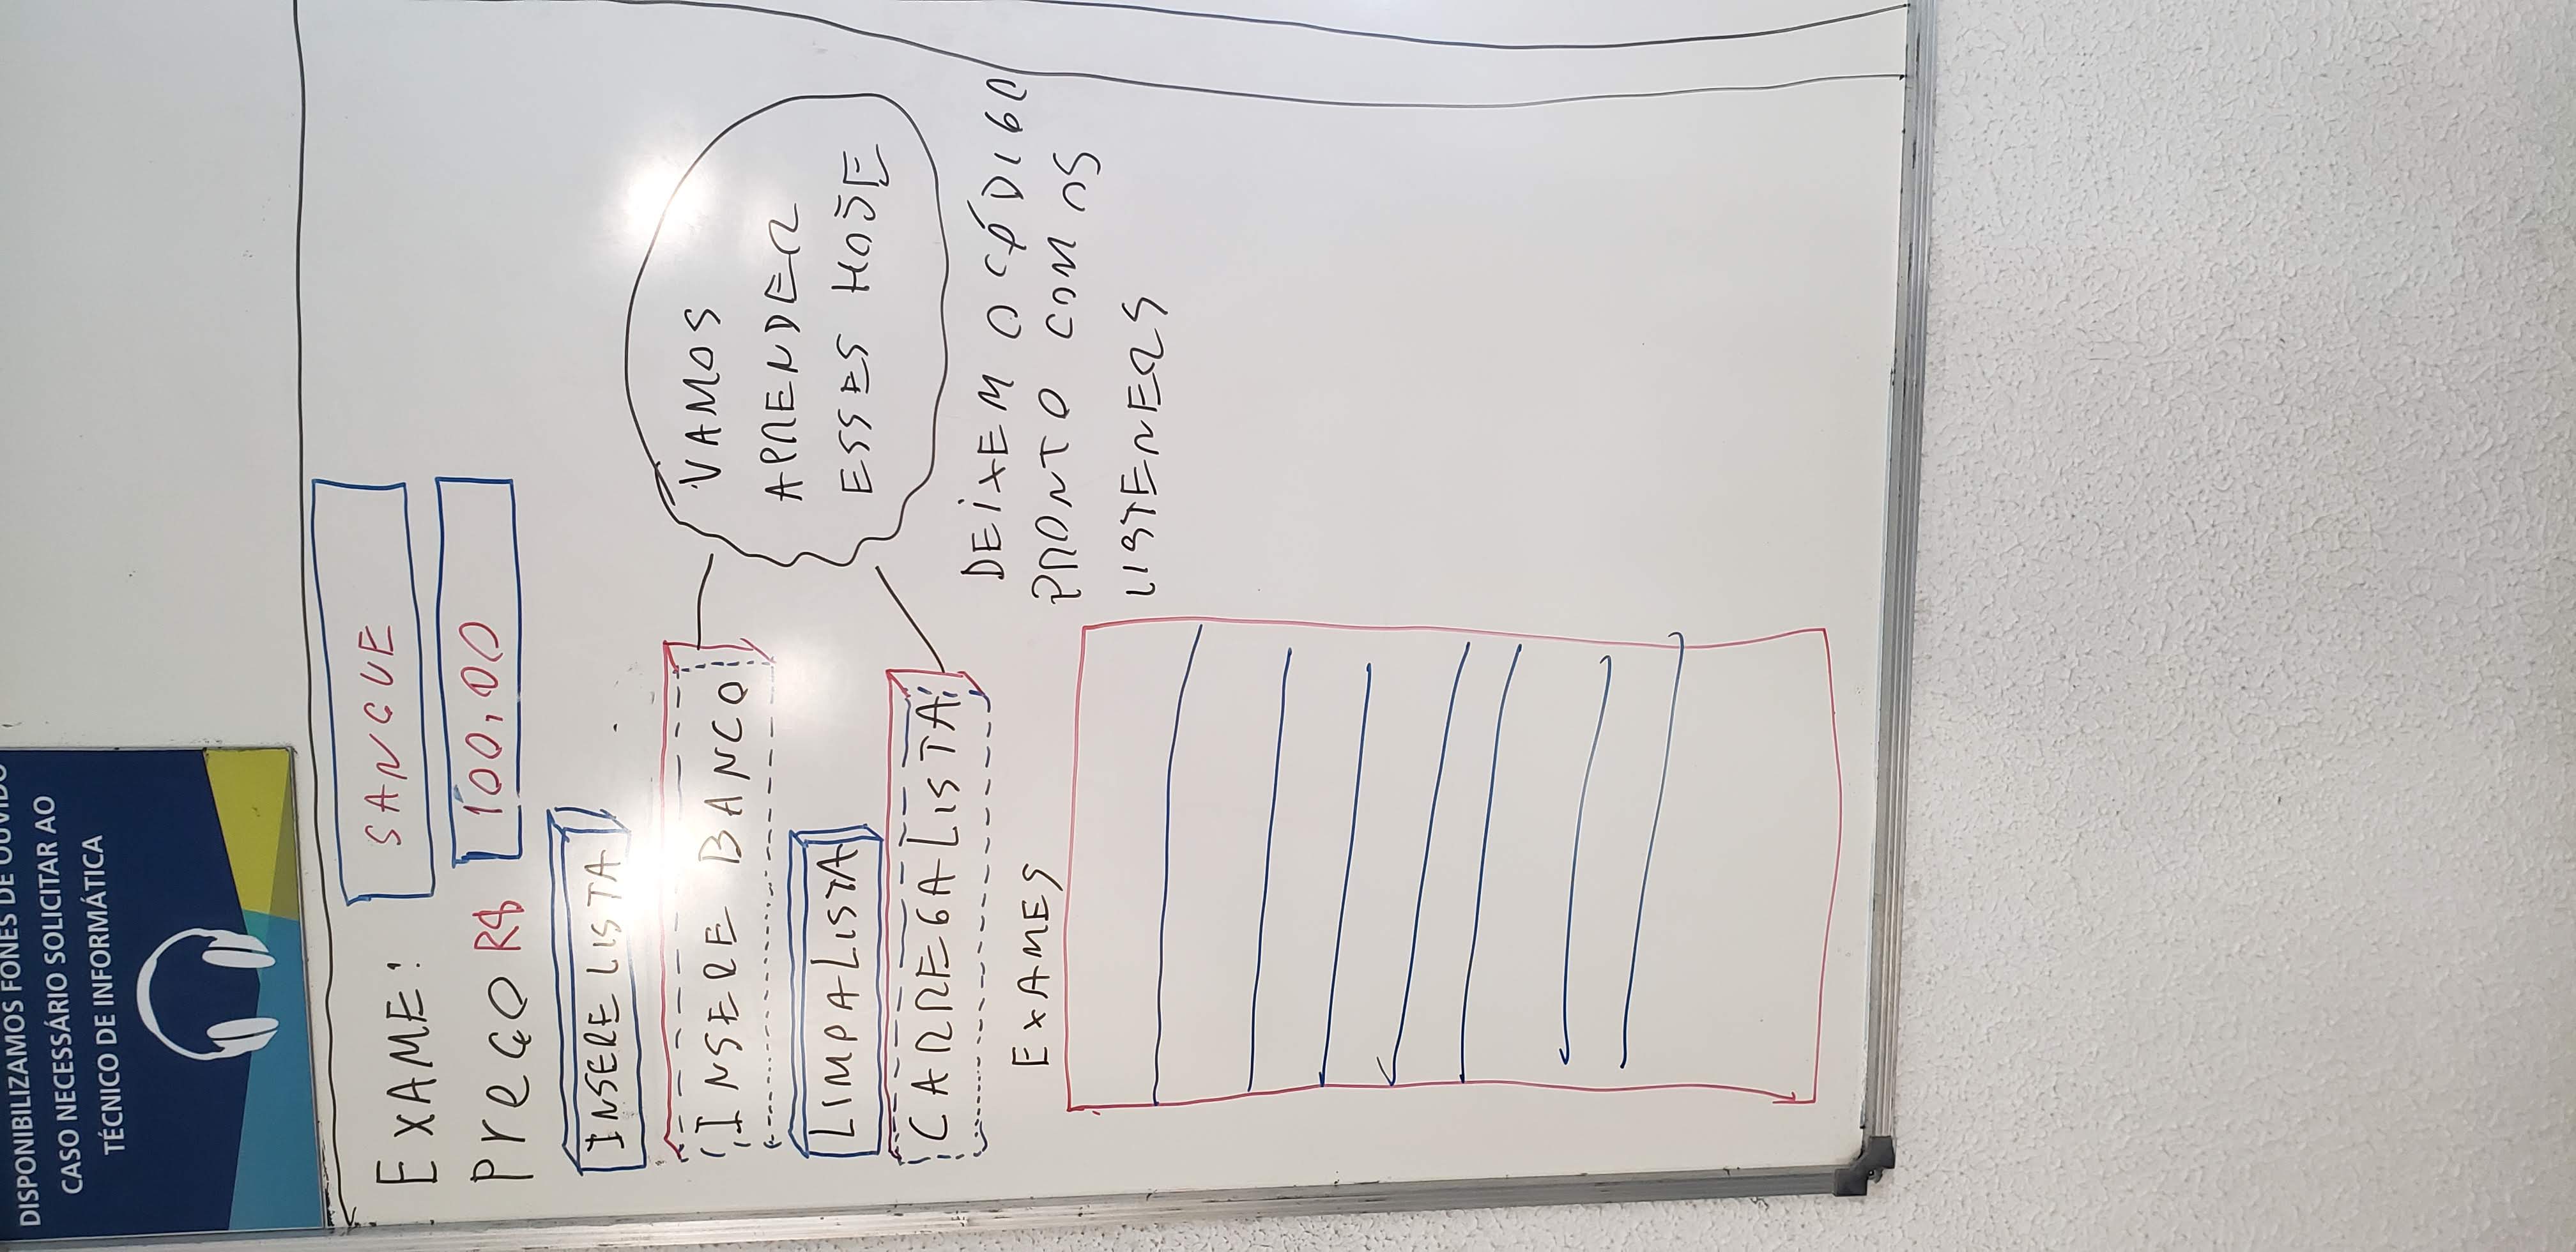 DISPONIBILIZAMOS FONES DE OUVIDO
CASO NECESSÁRIO SOLICITAR AO
TÉCNICO DE INFORMÁTICA
EXAME: SANGUE
PREÇO R$ 100,00
INSERE LISTA
INSERE BANCO
LIMPA LISTA
CARREGA LISTA
VAMOS
APRENDER
ESSES HOJE
DEIXEM O CÓDIGO
PRONTO COM OS
LISTENERS
EXAMES